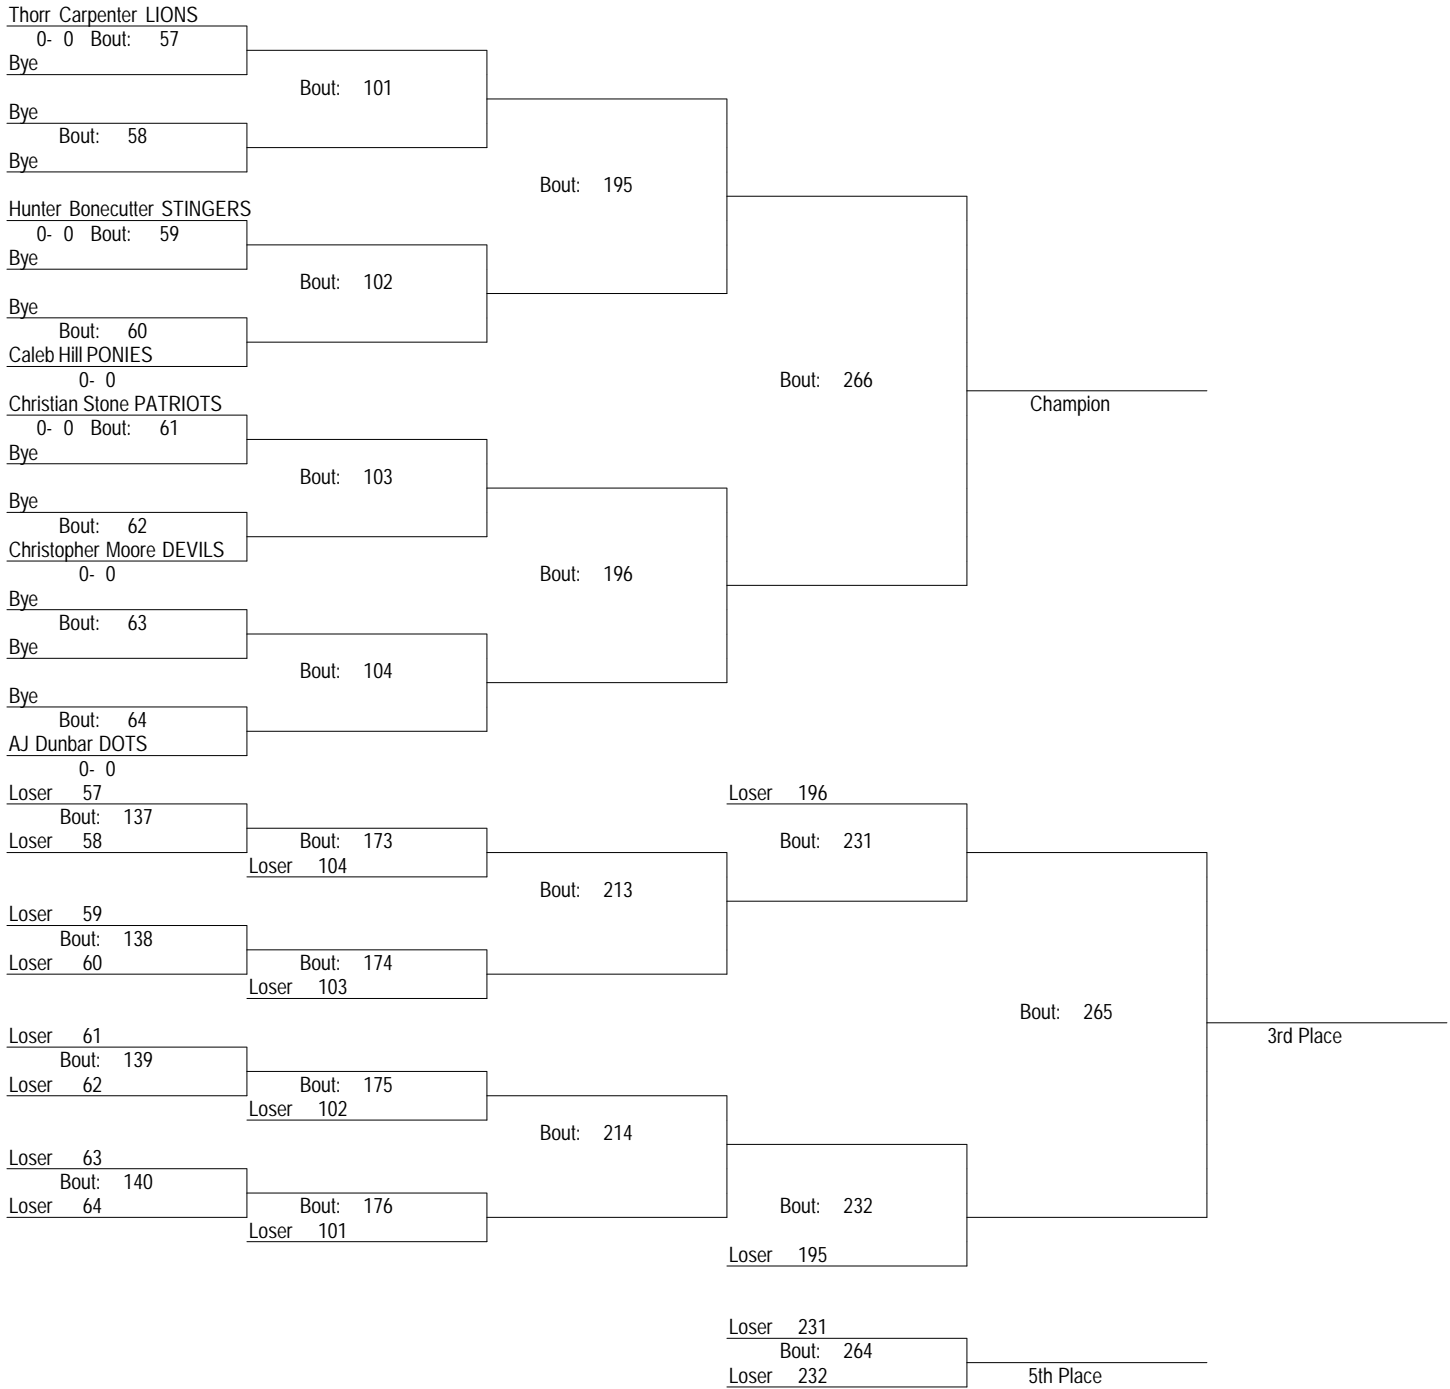 Thorr Carpenter LIONS
0- 0 Bout: 57
Bye
Bout: 101
Bye
Bout: 58
Bye
Bout: 195
Hunter Bonecutter STINGERS
0- 0 Bout: 59
Bye
Bout: 102
Bye
Bout: 60
Caleb Hill PONIES
0- 0
Bout: 266
Champion
Christian Stone PATRIOTS
0- 0 Bout: 61
Bye
Bout: 103
Bye
Bout: 62
Christopher Moore DEVILS
0- 0
Bout: 196
Bye
Bout: 63
Bye
Bout: 104
Bye
Bout: 64
AJ Dunbar DOTS
0- 0
Loser 57
Bout: 137
Loser 58
Bout: 173
Loser 104
Loser 196
Bout: 231
Bout: 213
Loser 59
Bout: 138
Loser 60
Bout: 174
Loser 103
Bout: 265
3rd Place
Loser 61
Bout: 139
Loser 62
Bout: 175
Loser 102
Bout: 214
Loser 63
Bout: 140
Loser 64
Bout: 176
Loser 101
Bout: 232
Loser 195
Loser 231
Bout: 264
Loser 232
5th Place